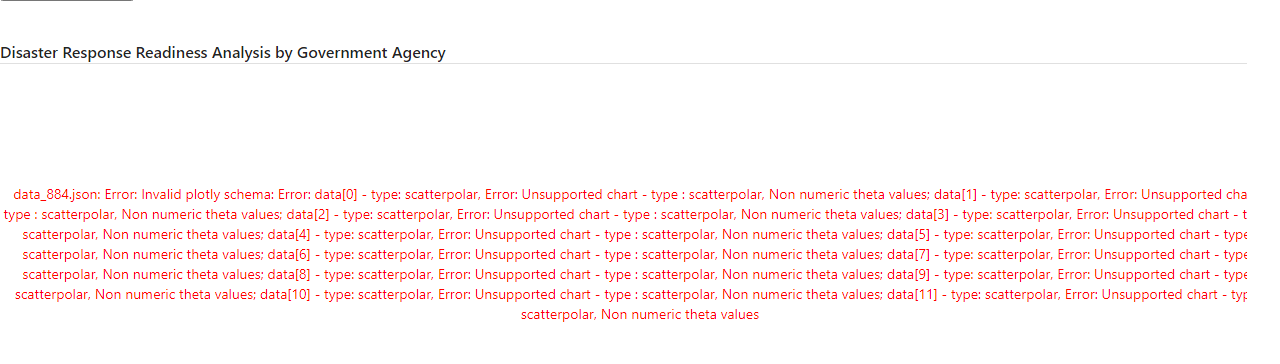 Disaster Response Readiness Analysis by Government Agency
data_884.json: Error: Invalid plotly schema: Error: data[0] - type: scatterpolar, Error: Unsupported chart - type : scatterpolar, Non numeric theta values; data[1] - type: scatterpolar, Error: Unsupported
type : scatterpolar, Non numeric theta values; data[2] - type: scatterpolar, Error: Unsupported chart - type : scatterpolar, Non numeric theta values; data[3] - type: scatterpolar, Error: Unsupported chart -
scatterpolar, Non numeric theta values; data[4] - type: scatterpolar, Error: Unsupported chart - type : scatterpolar, Non numeric theta values; data[5] - type: scatterpolar, Error: Unsupported chart - type
scatterpolar, Non numeric theta values; data[6] - type: scatterpolar, Error: Unsupported chart - type : scatterpolar, Non numeric theta values; data[7] - type: scatterpolar, Error: Unsupported chart - type
scatterpolar, Non numeric theta values; data[8] - type: scatterpolar, Error: Unsupported chart - type : scatterpolar, Non numeric theta values; data[9] - type: scatterpolar, Error: Unsupported chart - type
scatterpolar, Non numeric theta values; data[10] - type: scatterpolar, Error: Unsupported chart - type : scatterpolar, Non numeric theta values; data[11] - type: scatterpolar, Error: Unsupported chart -
scatterpolar, Non numeric theta values